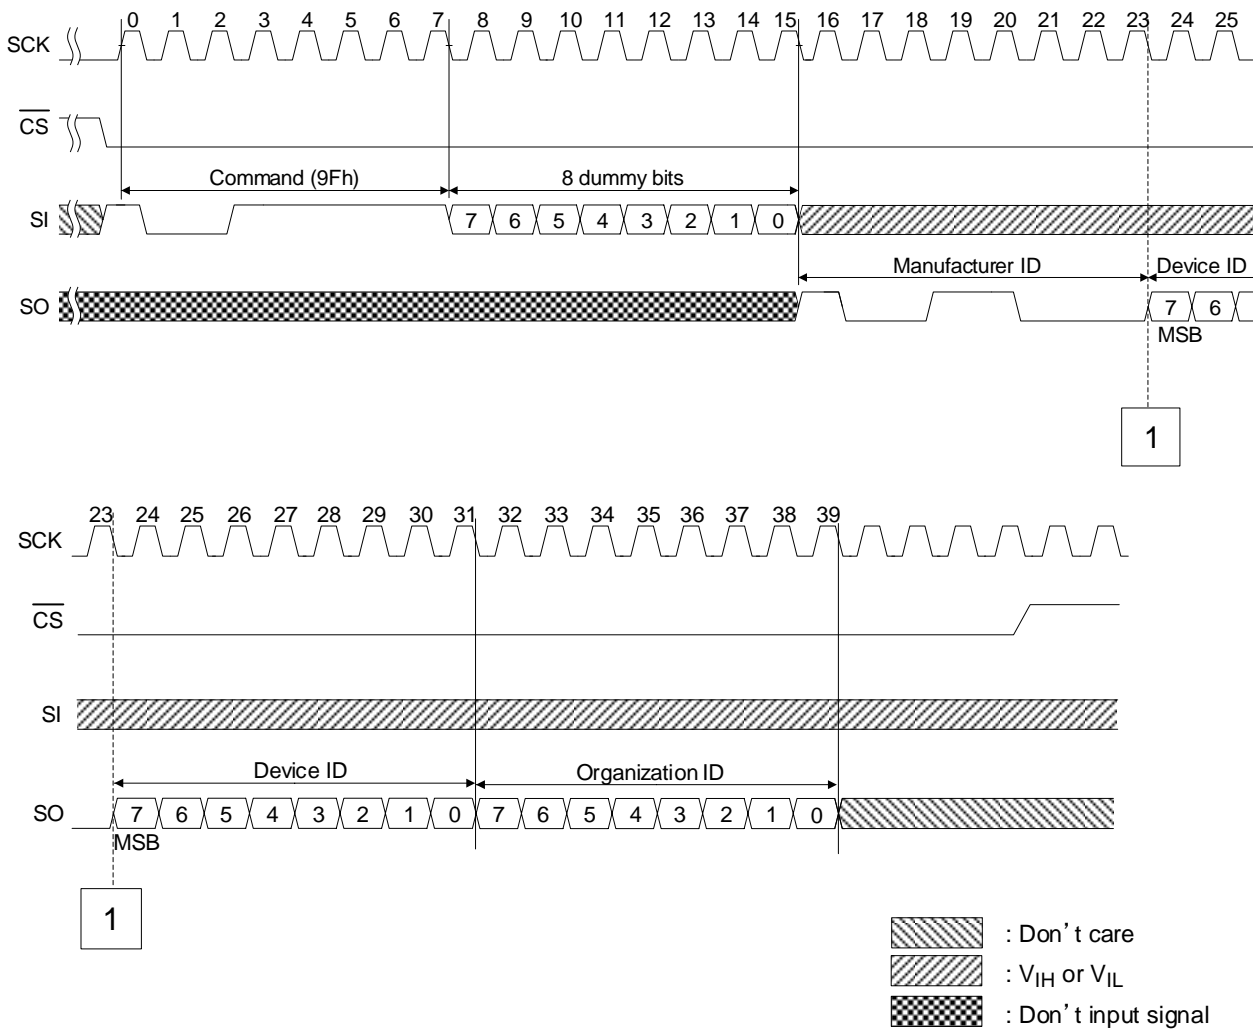 0 1 2 3 4 5 6 7 8 9 10 11 12 13 14 15 16 17 18 19 20 21 22 23 24 25
SCK
CS
Command (9Fh) 8 dummy bits
SI 7 6 5 4 3 2 1 0
Manufacturer ID Device ID
SO 7 6
MSB
1
23 24 25 26 27 28 29 30 31 32 33 34 35 36 37 38 39
SCK
CS
SI
Device ID Organization ID
SO 7 6 5 4 3 2 1 0 7 6 5 4 3 2 1 0
MSB
1
: Don't care
: VIH or VIL
: Don't input signal